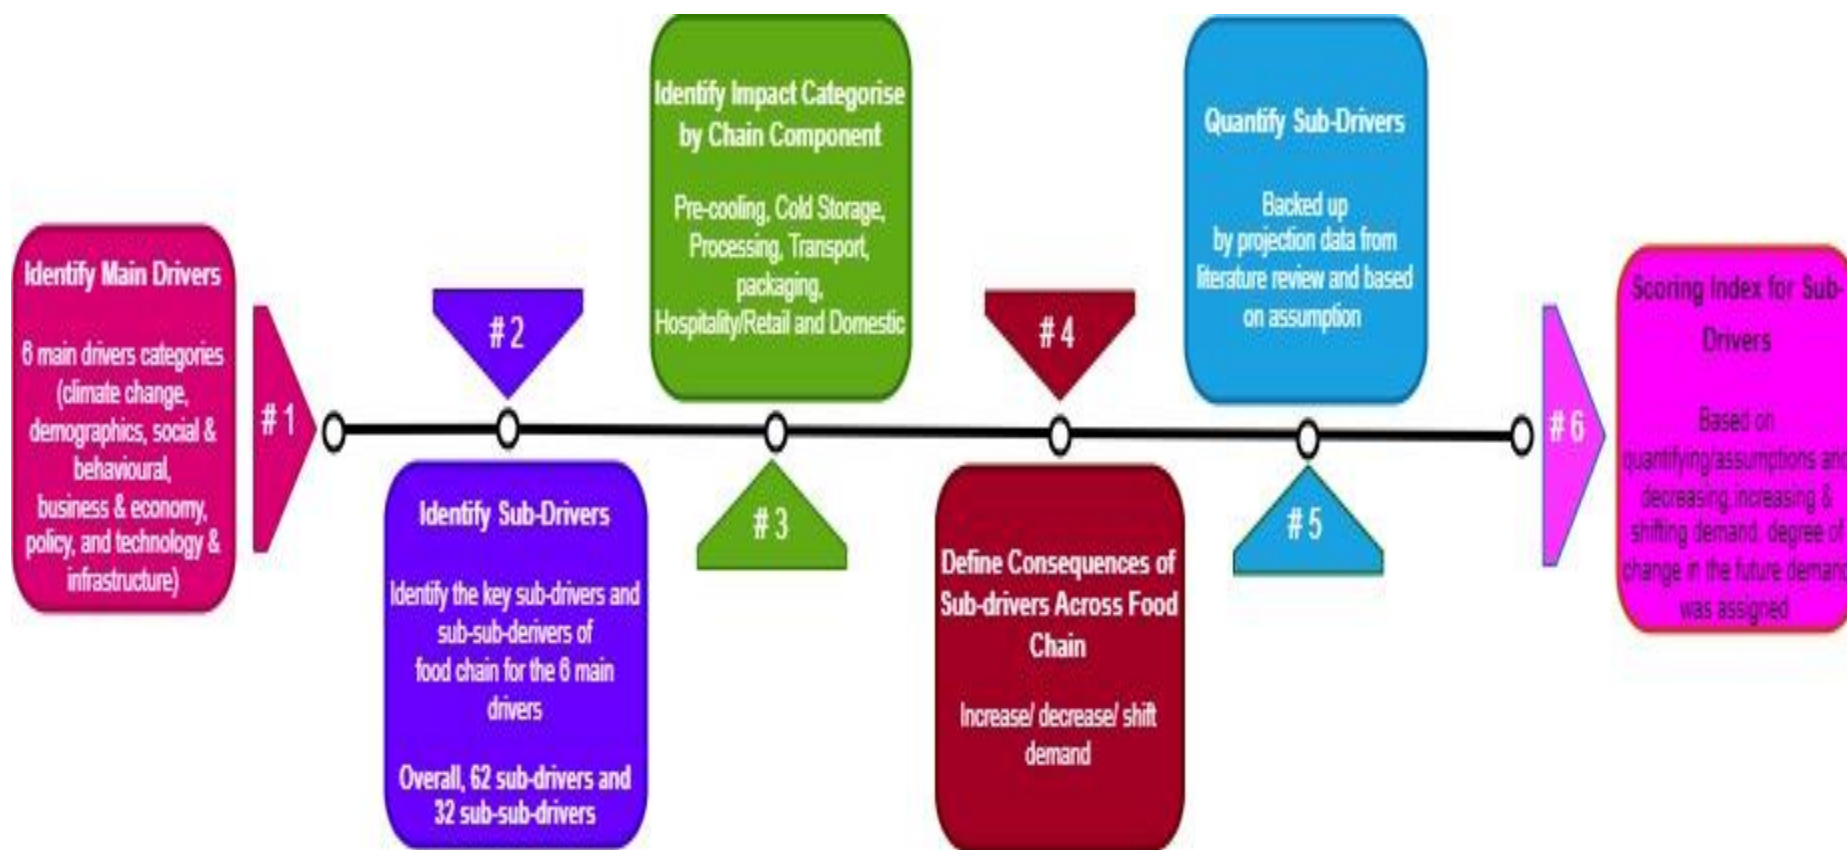 Identify Main Drivers
6 main drivers categories
(climate change,
demographics, social &
behavioural,
business & economy,
policy, and technology &
infrastructure)
# 1
# 2
Identify Sub-Drivers
Identify the key sub-drivers and
sub-sub-derivers of
food chain for the 6 main
drivers
Overall, 62 sub-drivers and
32 sub-sub-drivers
Identify Impact Categorise
by Chain Component
Pre-cooling, Cold Storage,
Processing, Transport,
packaging,
Hospitality/Retail and Domestic
# 3
# 4
Define Consequences of
Sub-drivers Across Food
Chain
Increase/ decrease/ shift
demand
Quantify Sub-Drivers
Backed up
by projection data from
literature review and based
on assumption
# 5
# 6
Scoring Index for Sub-
Drivers
Based on
quantifying/assumptions and
decreasing,increasing &
shifting demand, degree of
change in the future demand
was assigned